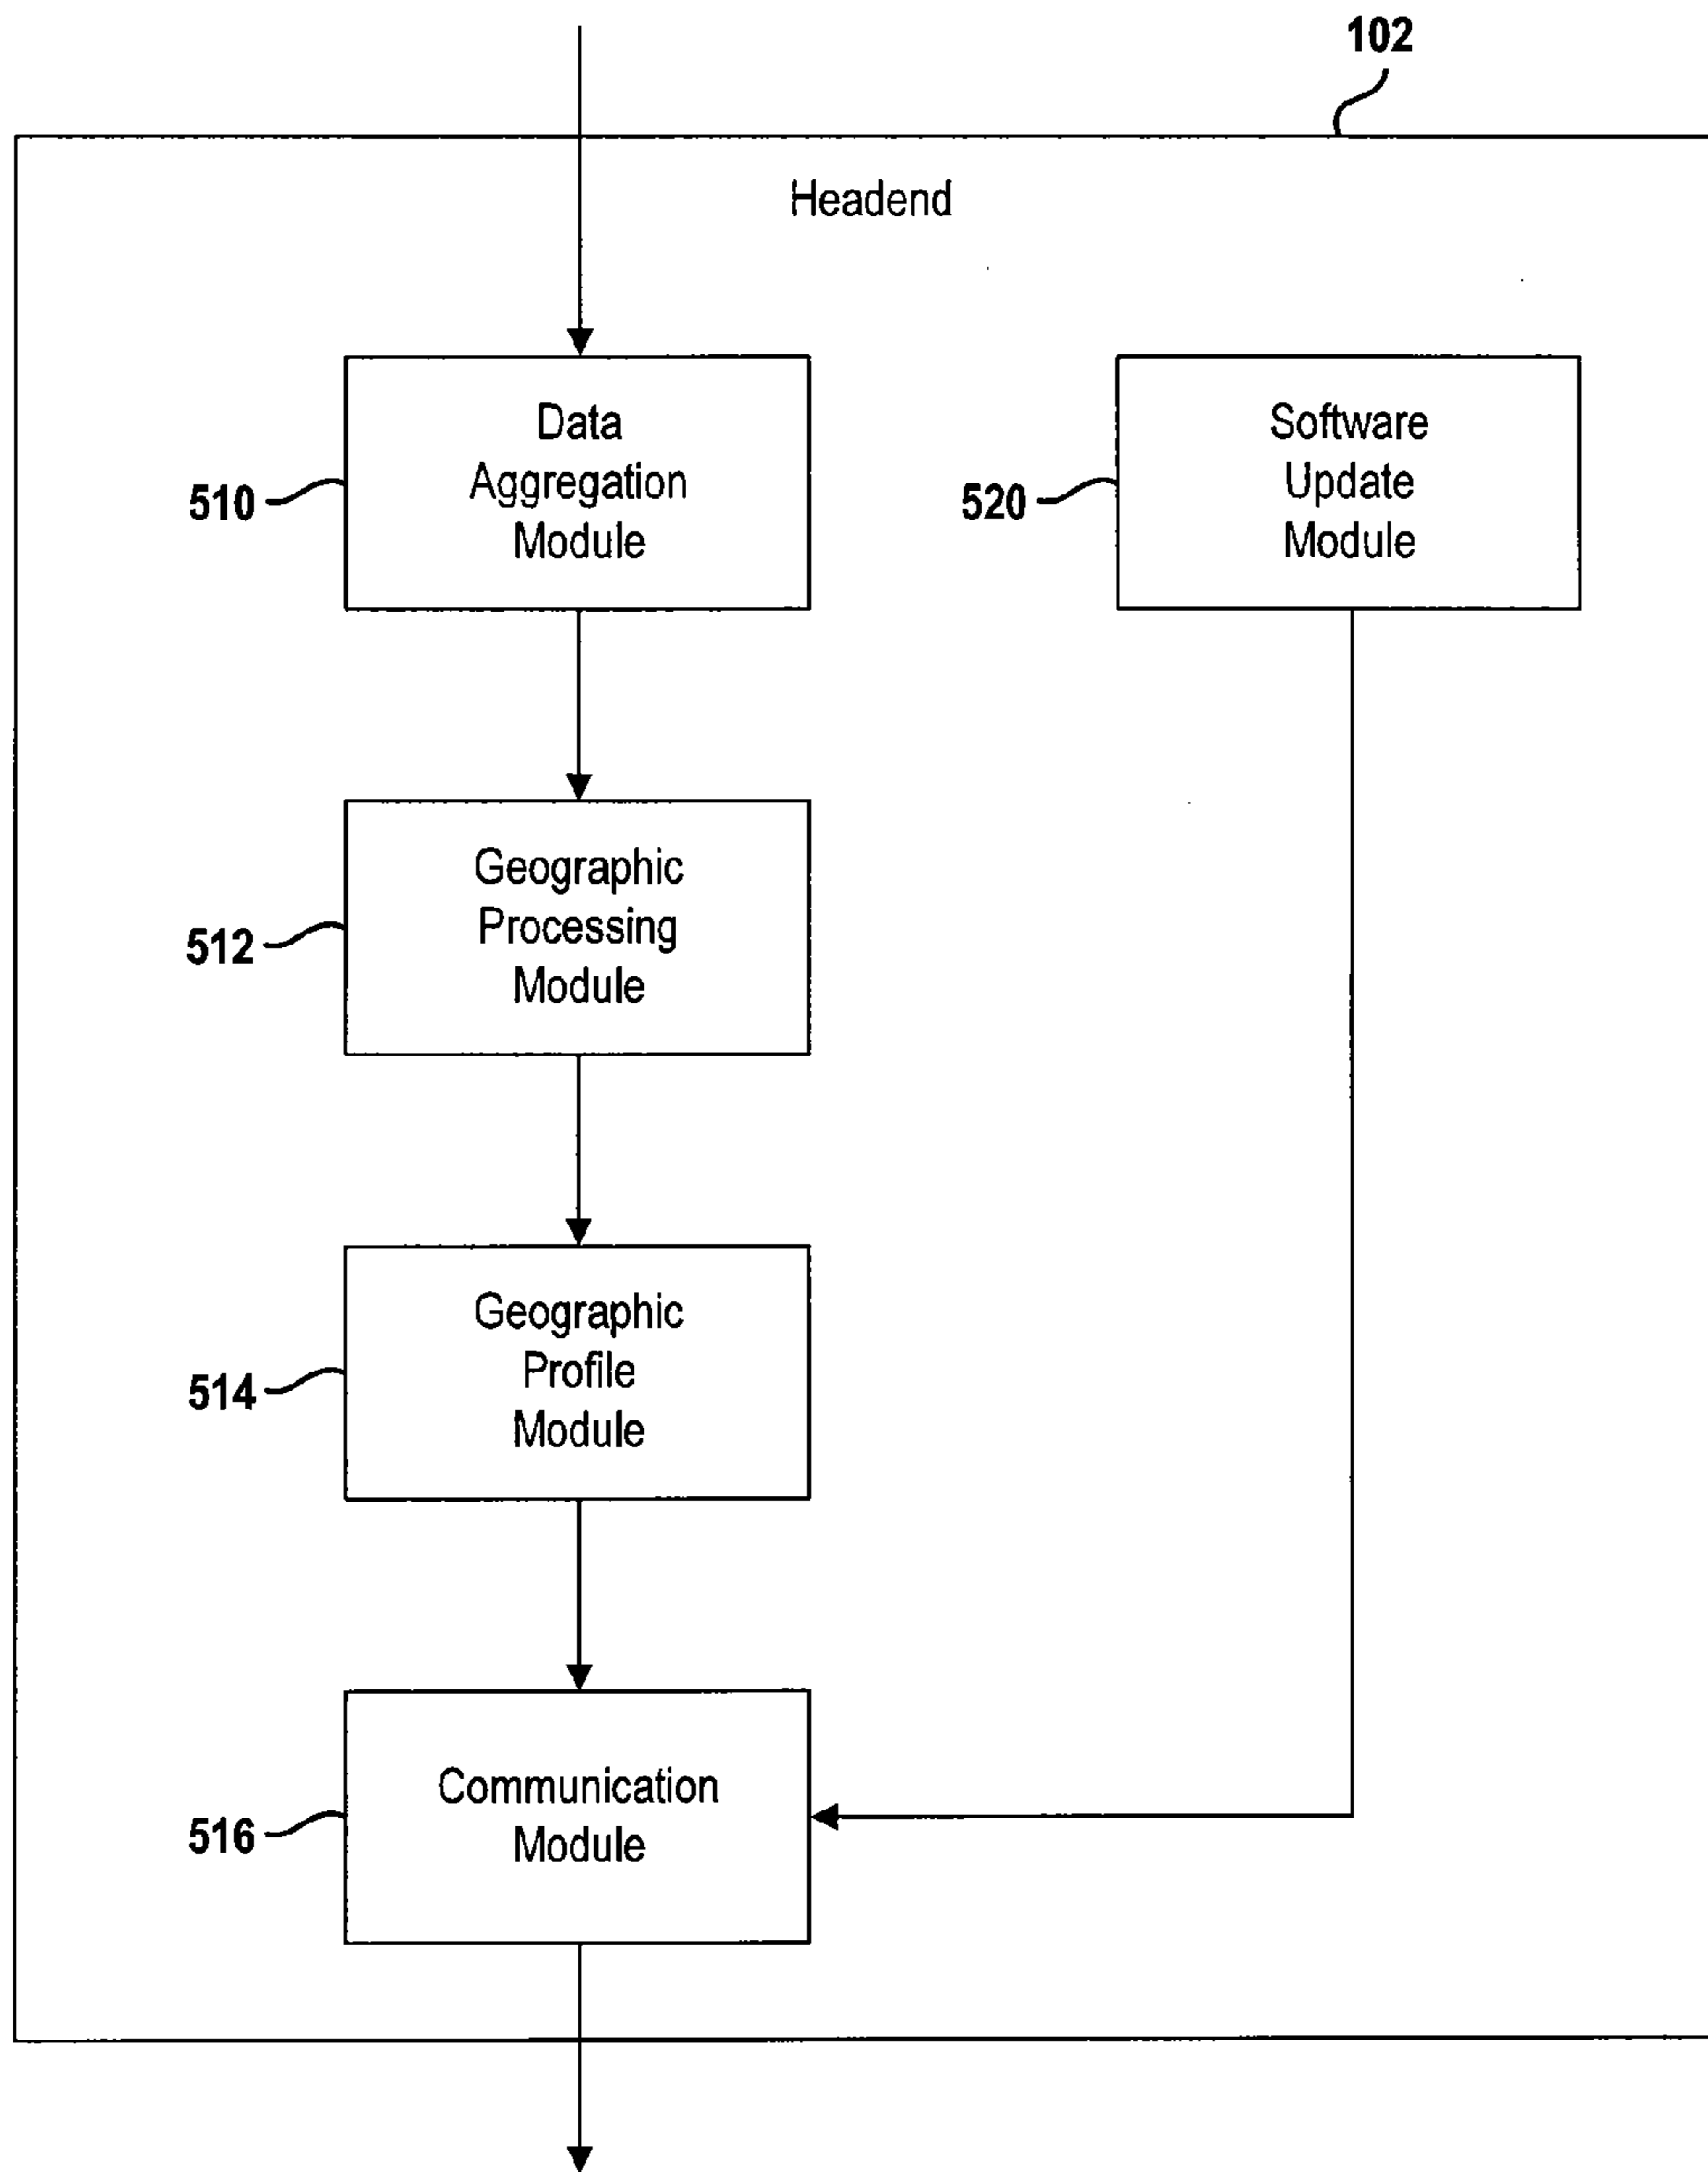 102
Headend
Data
Aggregation
Module
510
Software
Update
Module
520
Geographic
Processing
Module
512
Geographic
Profile
Module
514
Communication
Module
516